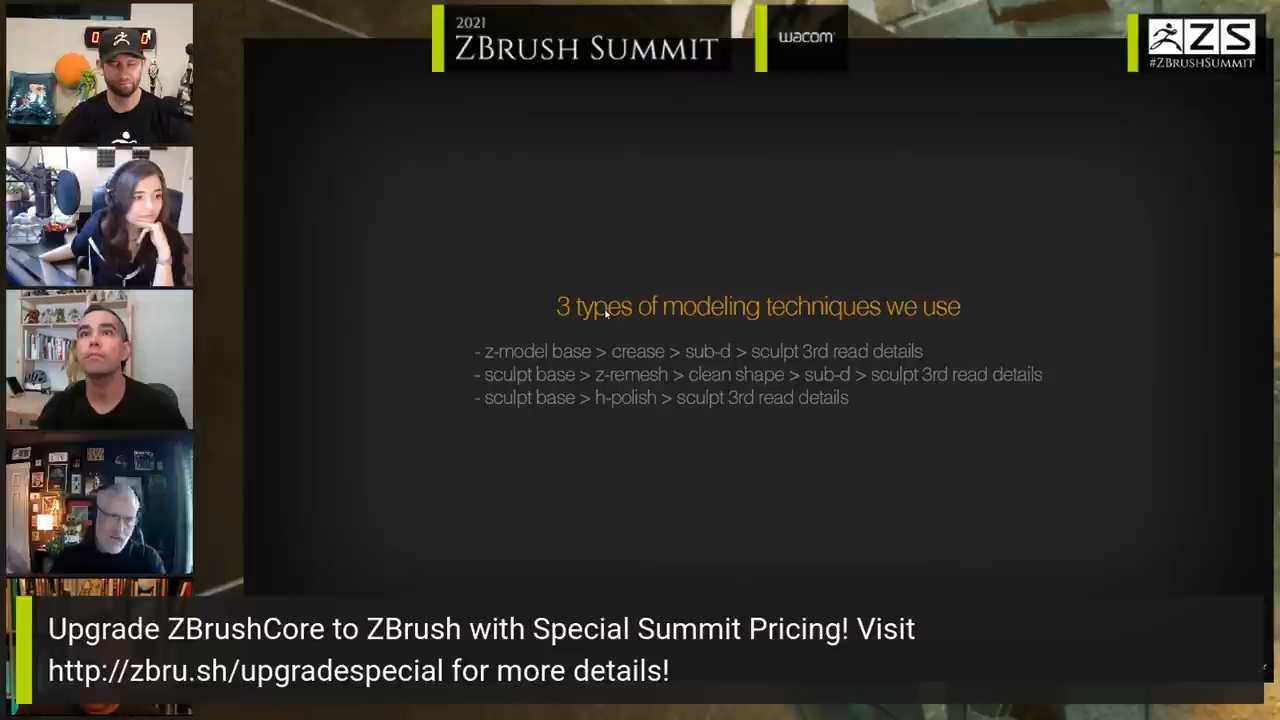 2021
ZBRUSH SUMMIT
wacom
ZS
#ZBRUSHSUMMIT
3 types of modeling techniques we use
- z-model base > crease > sub-d > sculpt 3rd read details
- sculpt base > z-remesh > clean shape > sub-d > sculpt 3rd read details
- sculpt base > h-polish > sculpt 3rd read details
Upgrade ZBrushCore to ZBrush with Special Summit Pricing! Visit
http://zbru.sh/upgradespecial for more details!